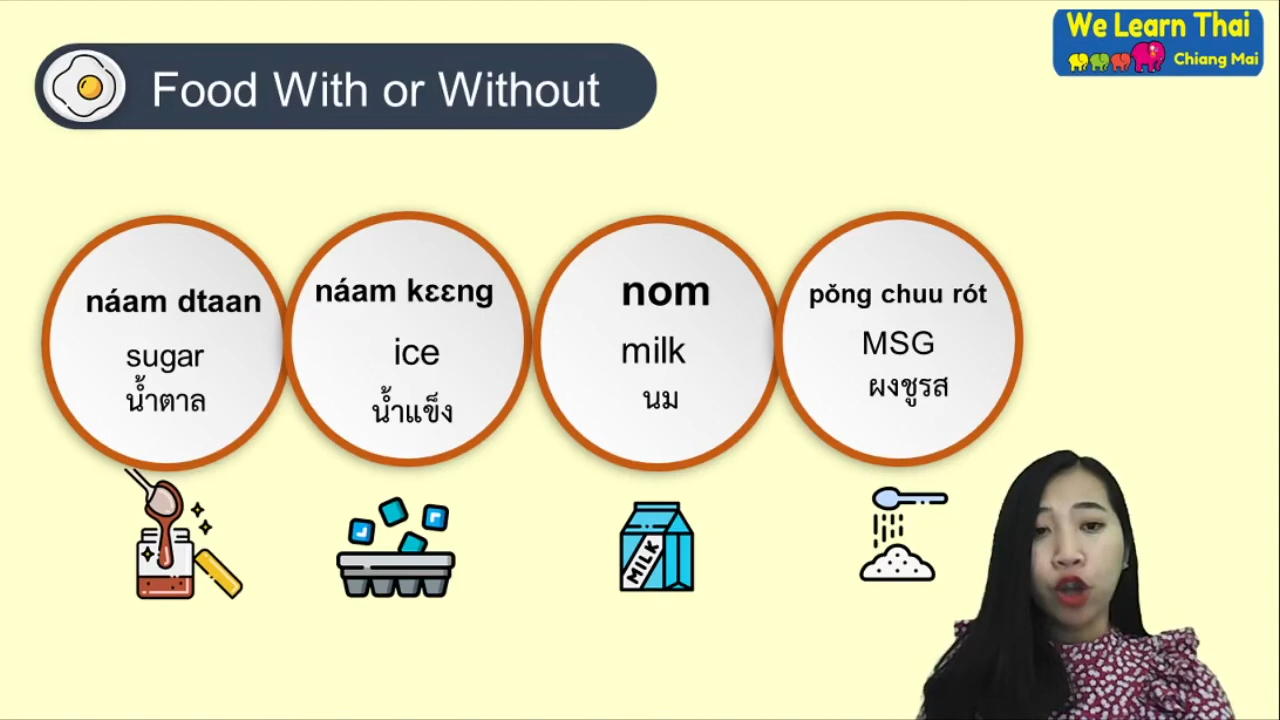 We Learn Thai
Chiang Mai
Food With or Without
náam dtaan
sugar
น้ำตาล
náam kɛɛng
ice
น้ำแข็ง
nom
milk
นม
pǒng chuu rót
MSG
ผงชูรส
MILK